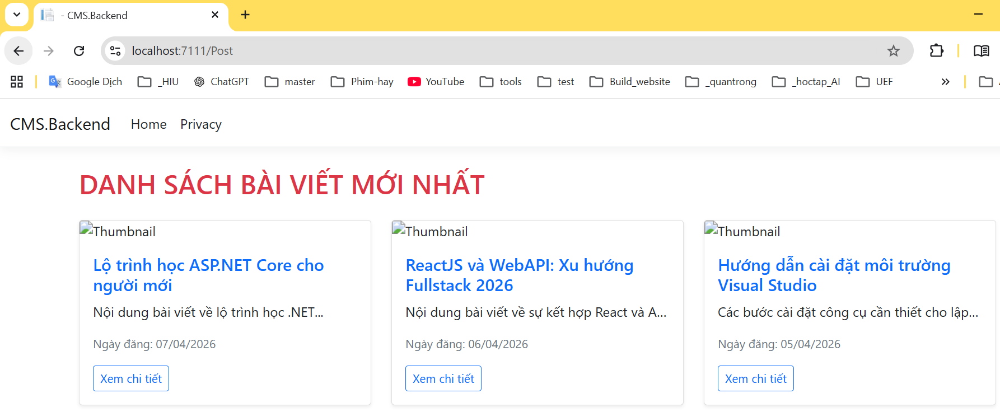 - CMS.Backend
localhost:7111/Post
Google Dịch _HIU ChatGPT master Phim-hay YouTube tools test Build_website _quantrong _hoctap_AI UEF
CMS.Backend Home Privacy
DANH SÁCH BÀI VIẾT MỚI NHẤT
Thumbnail
Lộ trình học ASP.NET Core cho
người mới
Nội dung bài viết về lộ trình học .NET...
Ngày đăng: 07/04/2026
Xem chi tiết
Thumbnail
ReactJS và WebAPI: Xu hướng
Fullstack 2026
Nội dung bài viết về sự kết hợp React và A...
Ngày đăng: 06/04/2026
Xem chi tiết
Thumbnail
Hướng dẫn cài đặt môi trường
Visual Studio
Các bước cài đặt công cụ cần thiết cho lập...
Ngày đăng: 05/04/2026
Xem chi tiết